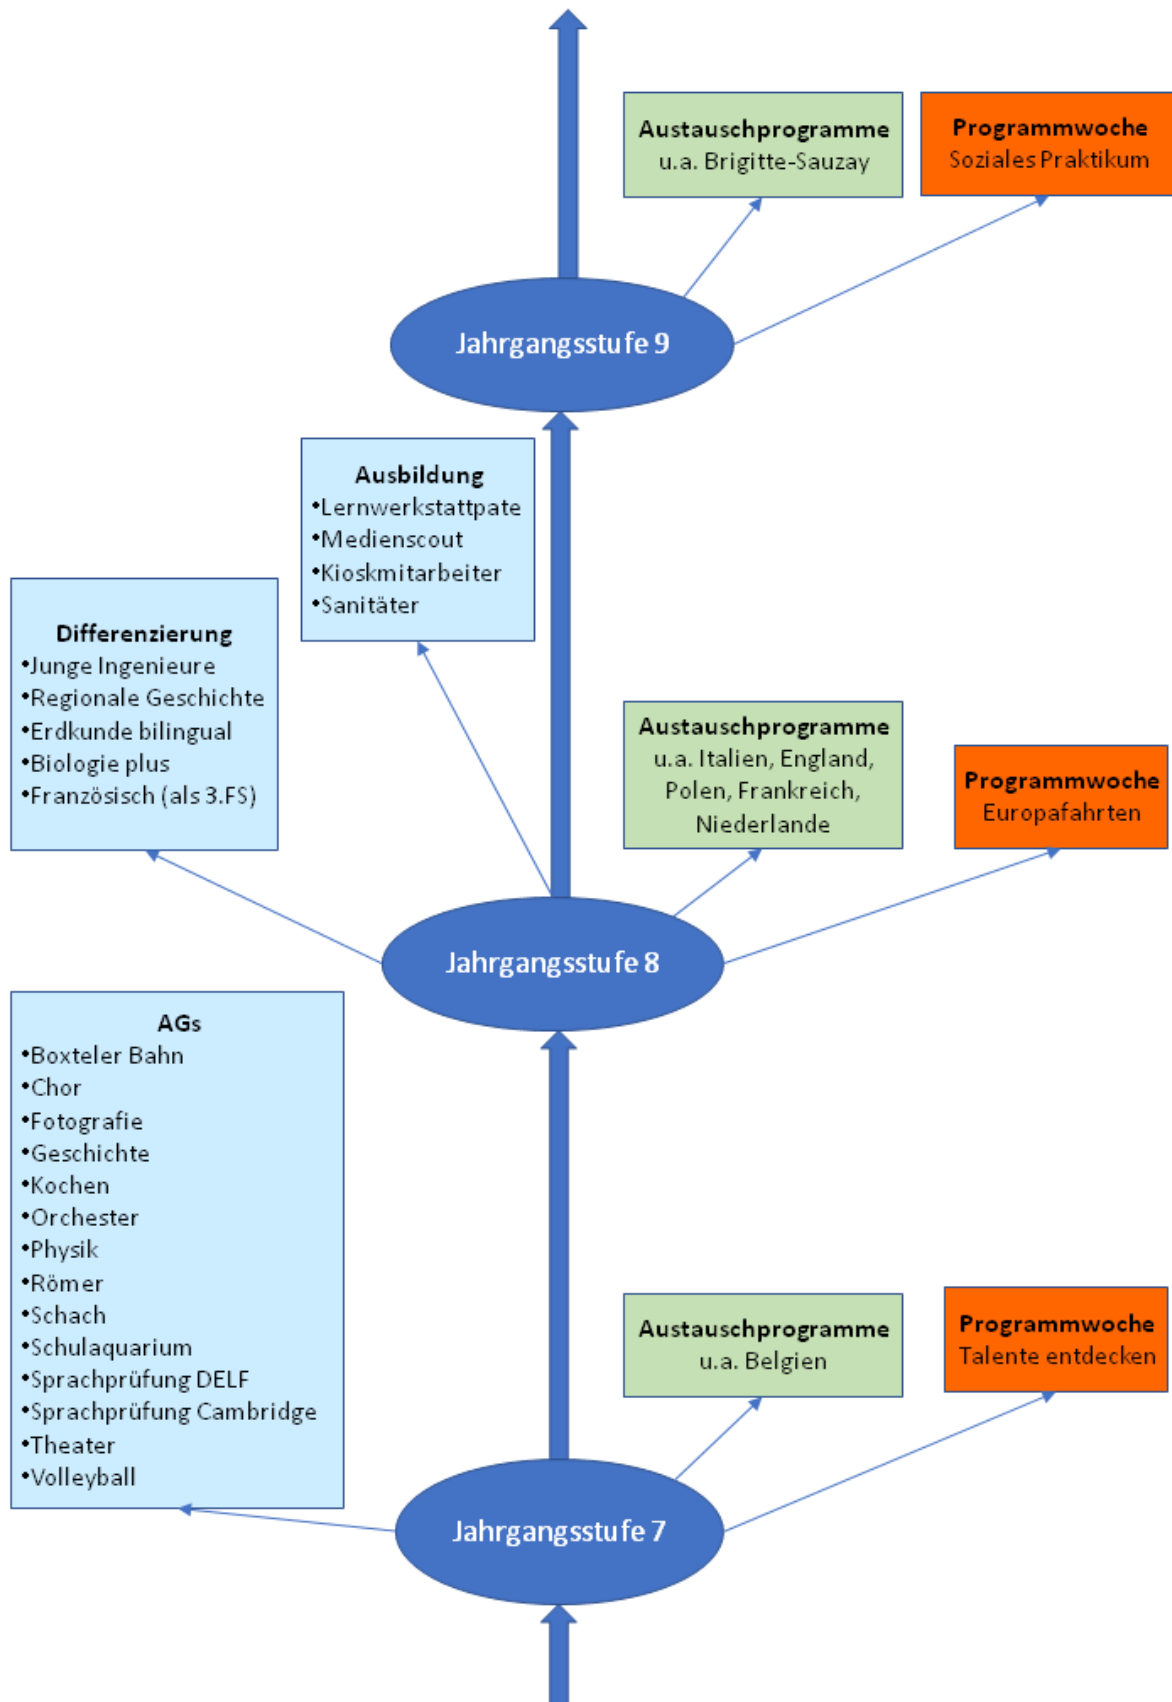 Austauschprogramme
u.a. Brigitte-Sauzay
Programmwoche
Soziales Praktikum
Jahrgangsstufe 9
Ausbildung
•Lernwerkstattpate
•Medienscout
•Kioskmitarbeiter
•Sanitäter
Differenzierung
•Junge Ingenieure
•Regionale Geschichte
•Erdkunde bilingual
•Biologie plus
•Französisch (als 3.FS)
Austauschprogramme
u.a. Italien, England,
Polen, Frankreich,
Niederlande
Programmwoche
Europafahrten
Jahrgangsstufe 8
AGs
•Boxteler Bahn
•Chor
•Fotografie
•Geschichte
•Kochen
•Orchester
•Physik
•Römer
•Schach
•Schulaquarium
•Sprachprüfung DELF
•Sprachprüfung Cambridge
•Theater
•Volleyball
Austauschprogramme
u.a. Belgien
Programmwoche
Talente entdecken
Jahrgangsstufe 7